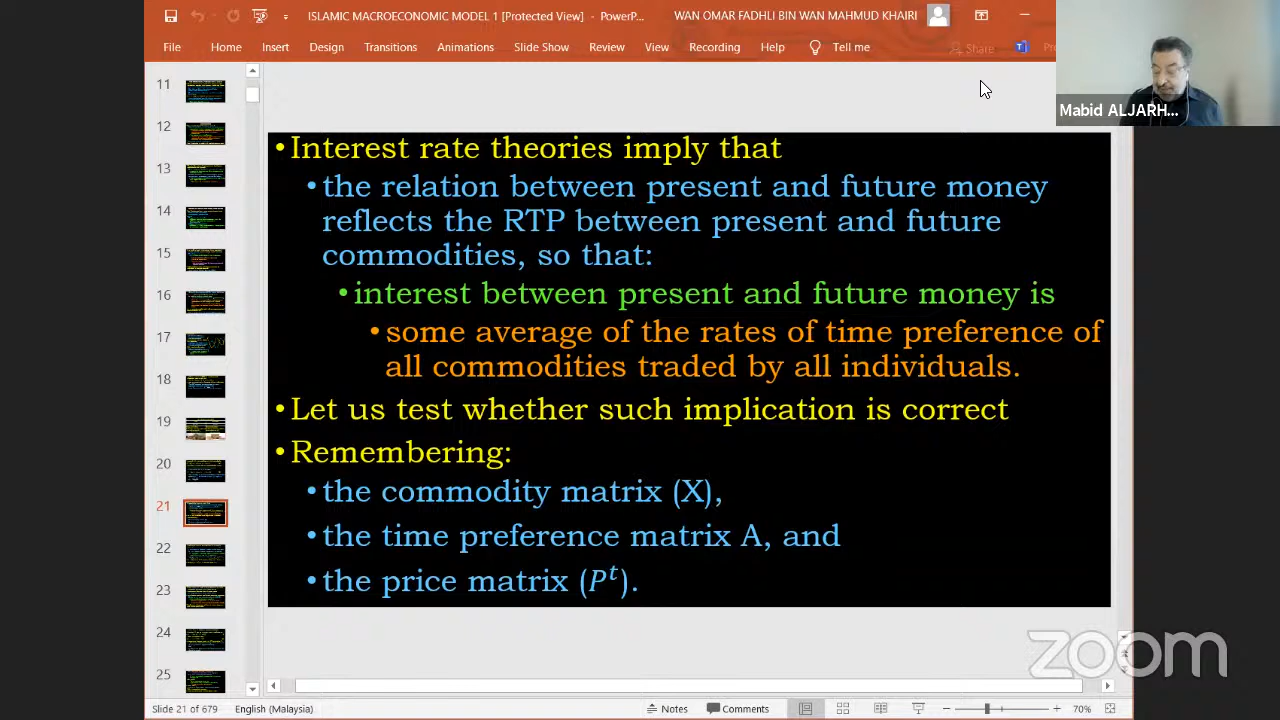 ISLAMIC MACROECONOMIC MODEL 1 [Protected View] - PowerP...
WAN OMAR FADHLI BIN WAN MAHMUD KHAIRI
File Home Insert Design Transitions Animations Slide Show Review View Recording Help Tell me Share
Mabid ALJARH...
11
12
13
14
15
17
19
20
21
22
23
24
25
•Interest rate theories imply that
•the relation between present and future money
reflects the RTP between present and future
commodities, so that:
•interest between present and future money is
•some average of the rates of time preference of
all commodities traded by all individuals.
•Let us test whether such implication is correct
•Remembering:
•the commodity matrix (X),
•the time preference matrix A, and
•the price matrix (Pᵗ).
zoom
Slide 21 of 679 English (Malaysia) Notes Comments 70%